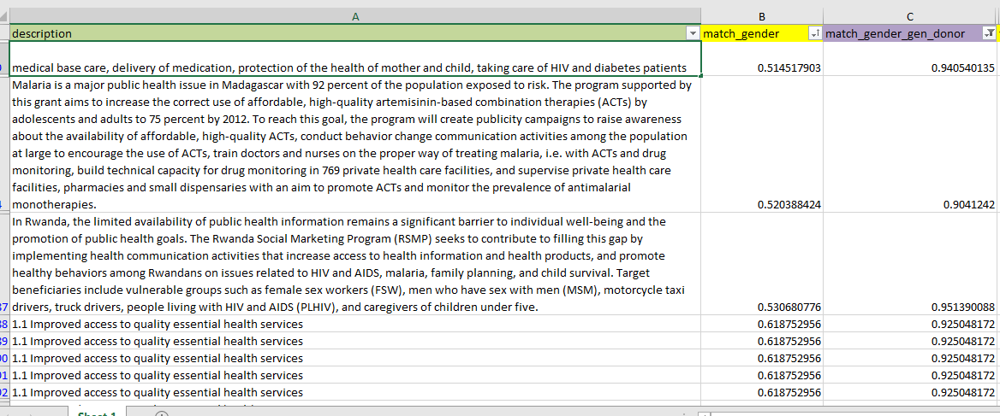 A B C
description match_gender match_gender_gen_donor
medical base care, delivery of medication, protection of the health of mother and child, taking care of HIV and diabetes patients 0.514517903 0.940540135
Malaria is a major public health issue in Madagascar with 92 percent of the population exposed to risk. The program supported by
this grant aims to increase the correct use of affordable, high-quality artemisinin-based combination therapies (ACTs) by
adolescents and adults to 75 percent by 2012. To reach this goal, the program will create publicity campaigns to raise awareness
about the availability of affordable, high-quality ACTs, conduct behavior change communication activities among the population
at large to encourage the use of ACTs, train doctors and nurses on the proper way of treating malaria, i.e. with ACTs and drug
monitoring, build technical capacity for drug monitoring in 769 private health care facilities, and supervise private health care
facilities, pharmacies and small dispensaries with an aim to promote ACTs and monitor the prevalence of antimalarial
monotherapies. 0.520388424 0.9041242
In Rwanda, the limited availability of public health information remains a significant barrier to individual well-being and the
promotion of public health goals. The Rwanda Social Marketing Program (RSMP) seeks to contribute to filling this gap by
implementing health communication activities that increase access to health information and health products, and promote
healthy behaviors among Rwandans on issues related to HIV and AIDS, malaria, family planning, and child survival. Target
beneficiaries include vulnerable groups such as female sex workers (FSW), men who have sex with men (MSM), motorcycle taxi
drivers, truck drivers, people living with HIV and AIDS (PLHIV), and caregivers of children under five. 0.530680776 0.951390088
1.1 Improved access to quality essential health services 0.618752956 0.925048172
1.1 Improved access to quality essential health services 0.618752956 0.925048172
1.1 Improved access to quality essential health services 0.618752956 0.925048172
1.1 Improved access to quality essential health services 0.618752956 0.925048172
1.1 Improved access to quality essential health services 0.618752956 0.925048172
Sheet 1